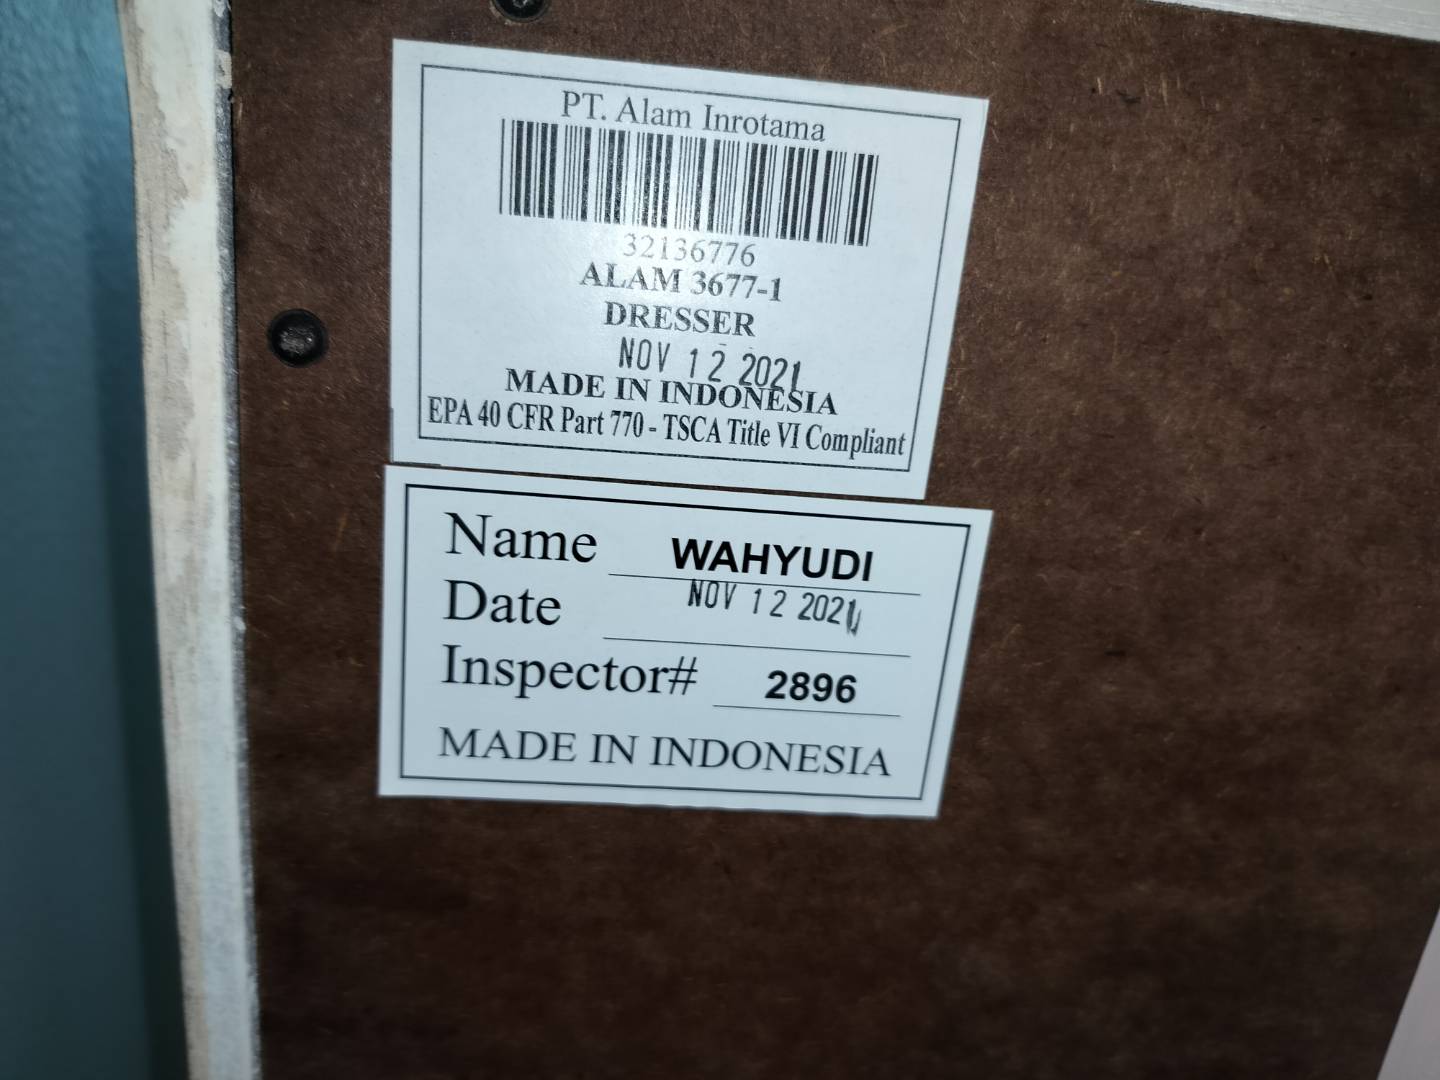 PT. Alam Inrotama
32136776
ALAM 3677-1
DRESSER
NOV 12 2021
MADE IN INDONESIA
EPA 40 CFR Part 770 - TSCA Title VI Compliant
Name WAHYUDI
Date NOV 12 2021
Inspector# 2896
MADE IN INDONESIA